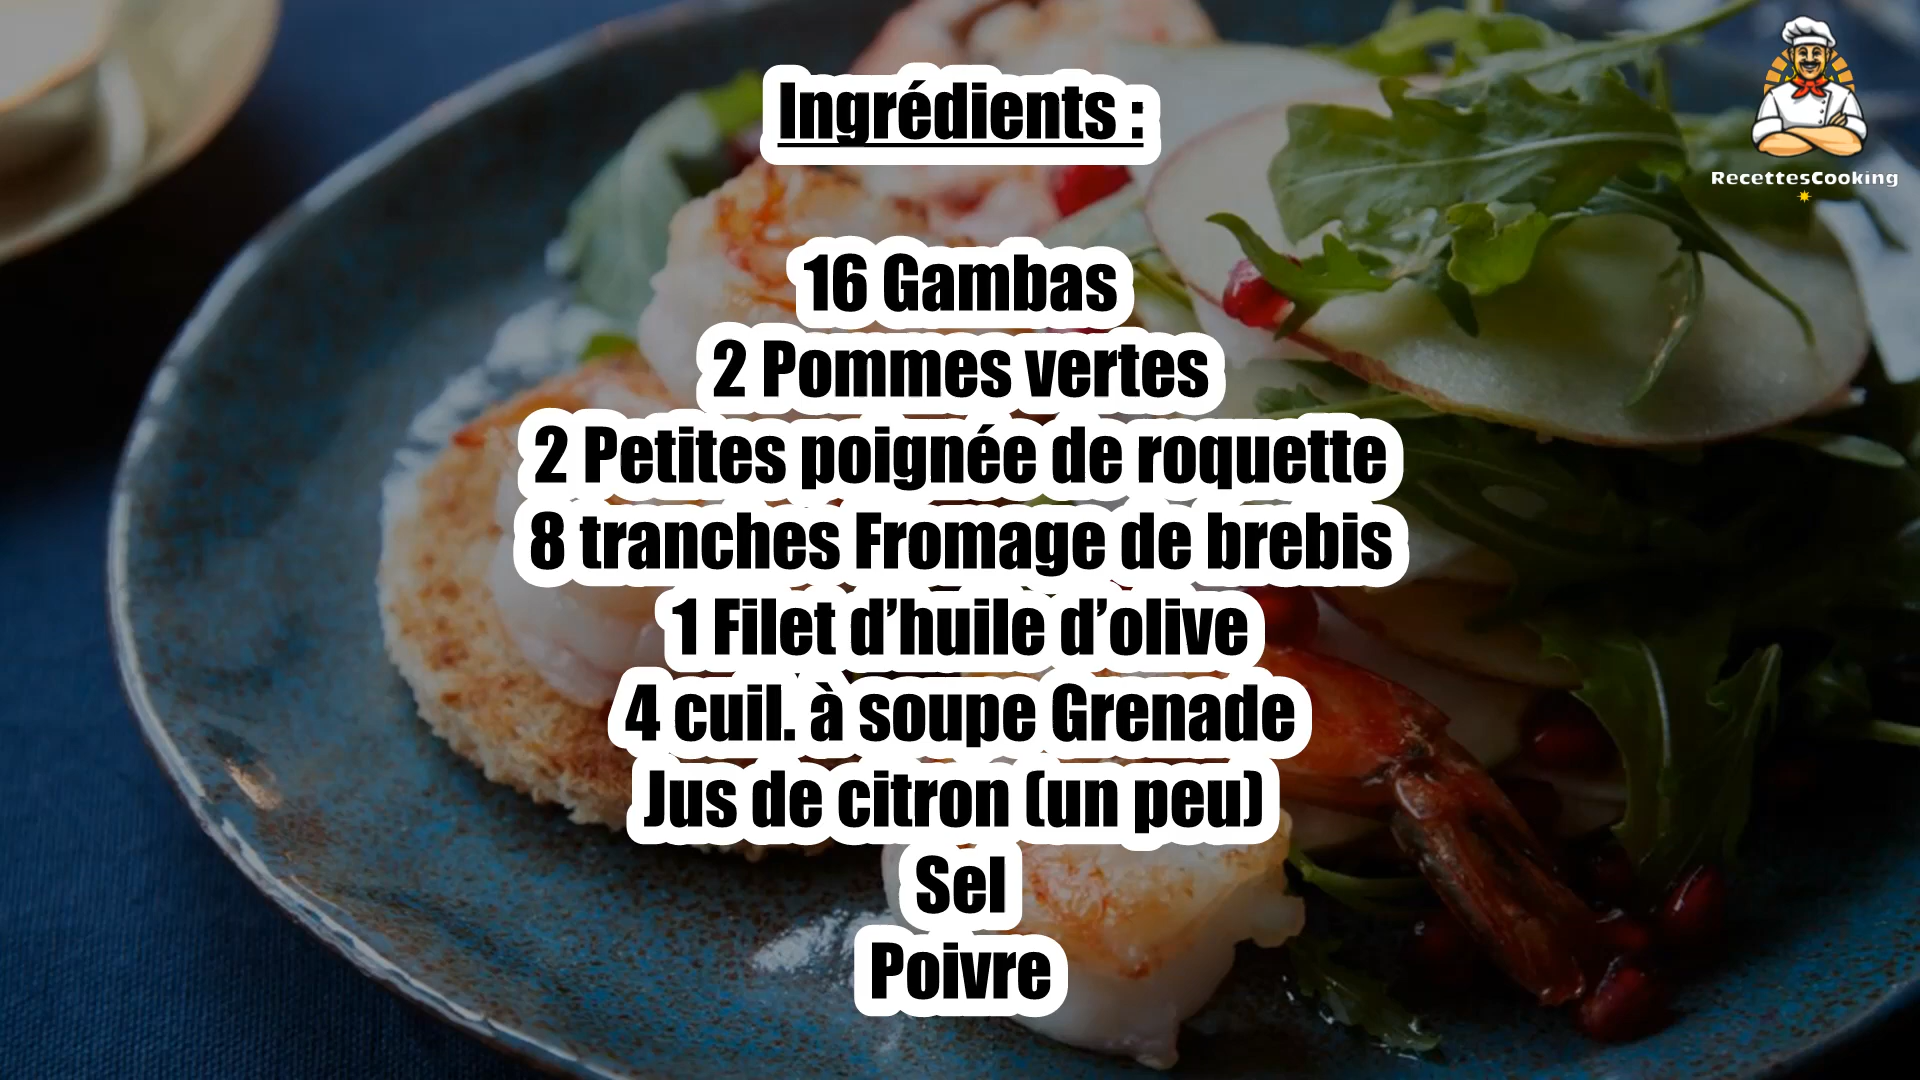 Ingrédients :
RecettesCooking
16 Gambas
2 Pommes vertes
2 Petites poignée de roquette
8 tranches Fromage de brebis
1 Filet d’huile d’olive
4 cuil. à soupe Grenade
Jus de citron (un peu)
Sel
Poivre